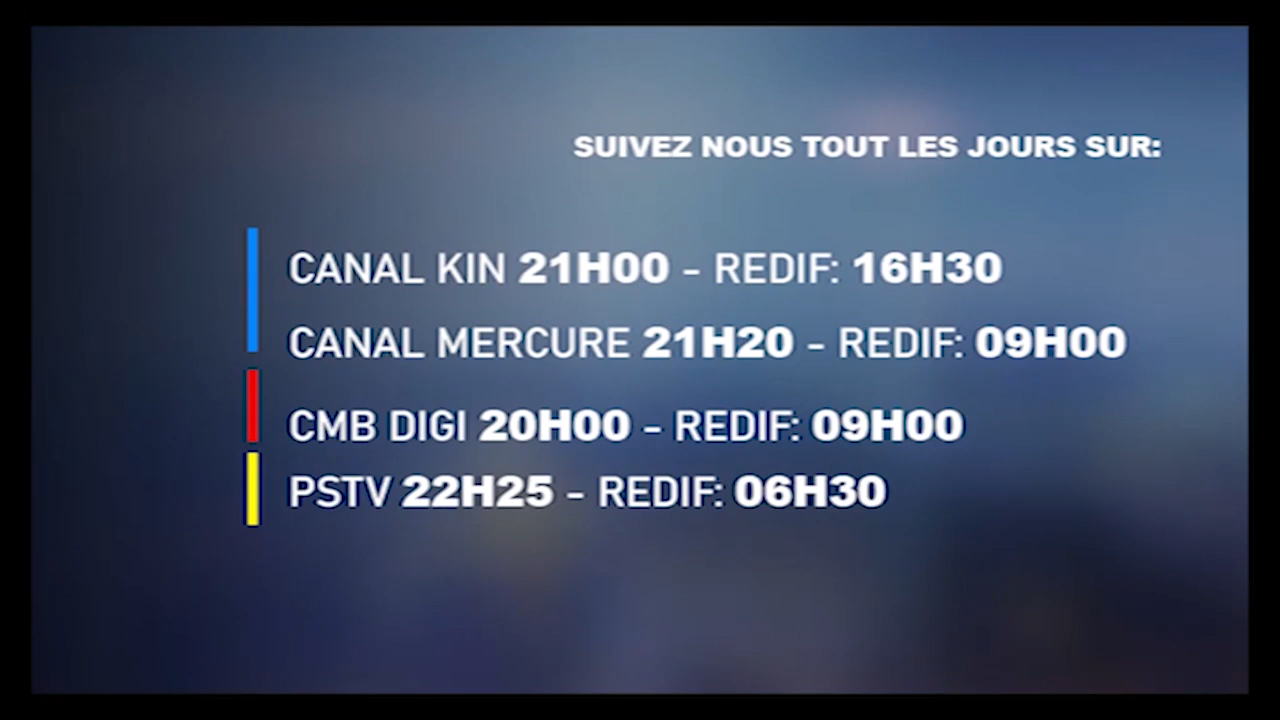 SUIVEZ NOUS TOUT LES JOURS SUR:
CANAL KIN 21H00 - REDIF: 16H30
CANAL MERCURE 21H20 - REDIF: 09H00
CMB DIGI 20H00 - REDIF: 09H00
PSTV 22H25 - REDIF: 06H30